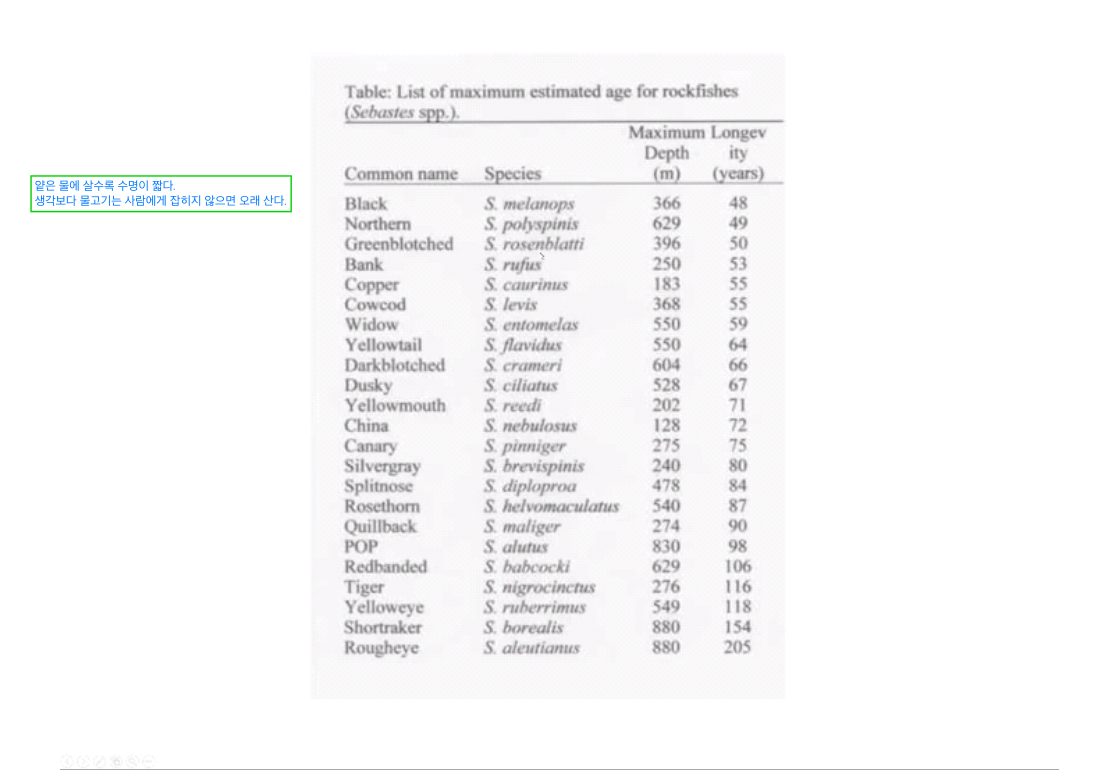 얕은 물에 살수록 수명이 짧다.
생각보다 물고기는 사람에게 잡히지 않으면 오래 산다.
Table: List of maximum estimated age for rockfishes
(Sebastes spp.).
Maximum Longev
Depth ity
Common name Species (m) (years)
Black S. melanops 366 48
Northern S. polyspinis 629 49
Greenblotched S. rosenblatti 396 50
Bank S. rufus 250 53
Copper S. caurinus 183 55
Cowcod S. levis 368 55
Widow S. entomelas 550 59
Yellowtail S. flavidus 550 64
Darkblotched S. crameri 604 66
Dusky S. ciliatus 528 67
Yellowmouth S. reedi 202 71
China S. nebulosus 128 72
Canary S. pinniger 275 75
Silvergray S. brevispinis 240 80
Splitnose S. diploproa 478 84
Rosethorn S. helvomaculatus 540 87
Quillback S. maliger 274 90
POP S. alutus 830 98
Redbanded S. babcocki 629 106
Tiger S. nigrocinctus 276 116
Yelloweye S. ruberrimus 549 118
Shortraker S. borealis 880 154
Rougheye S. aleutianus 880 205